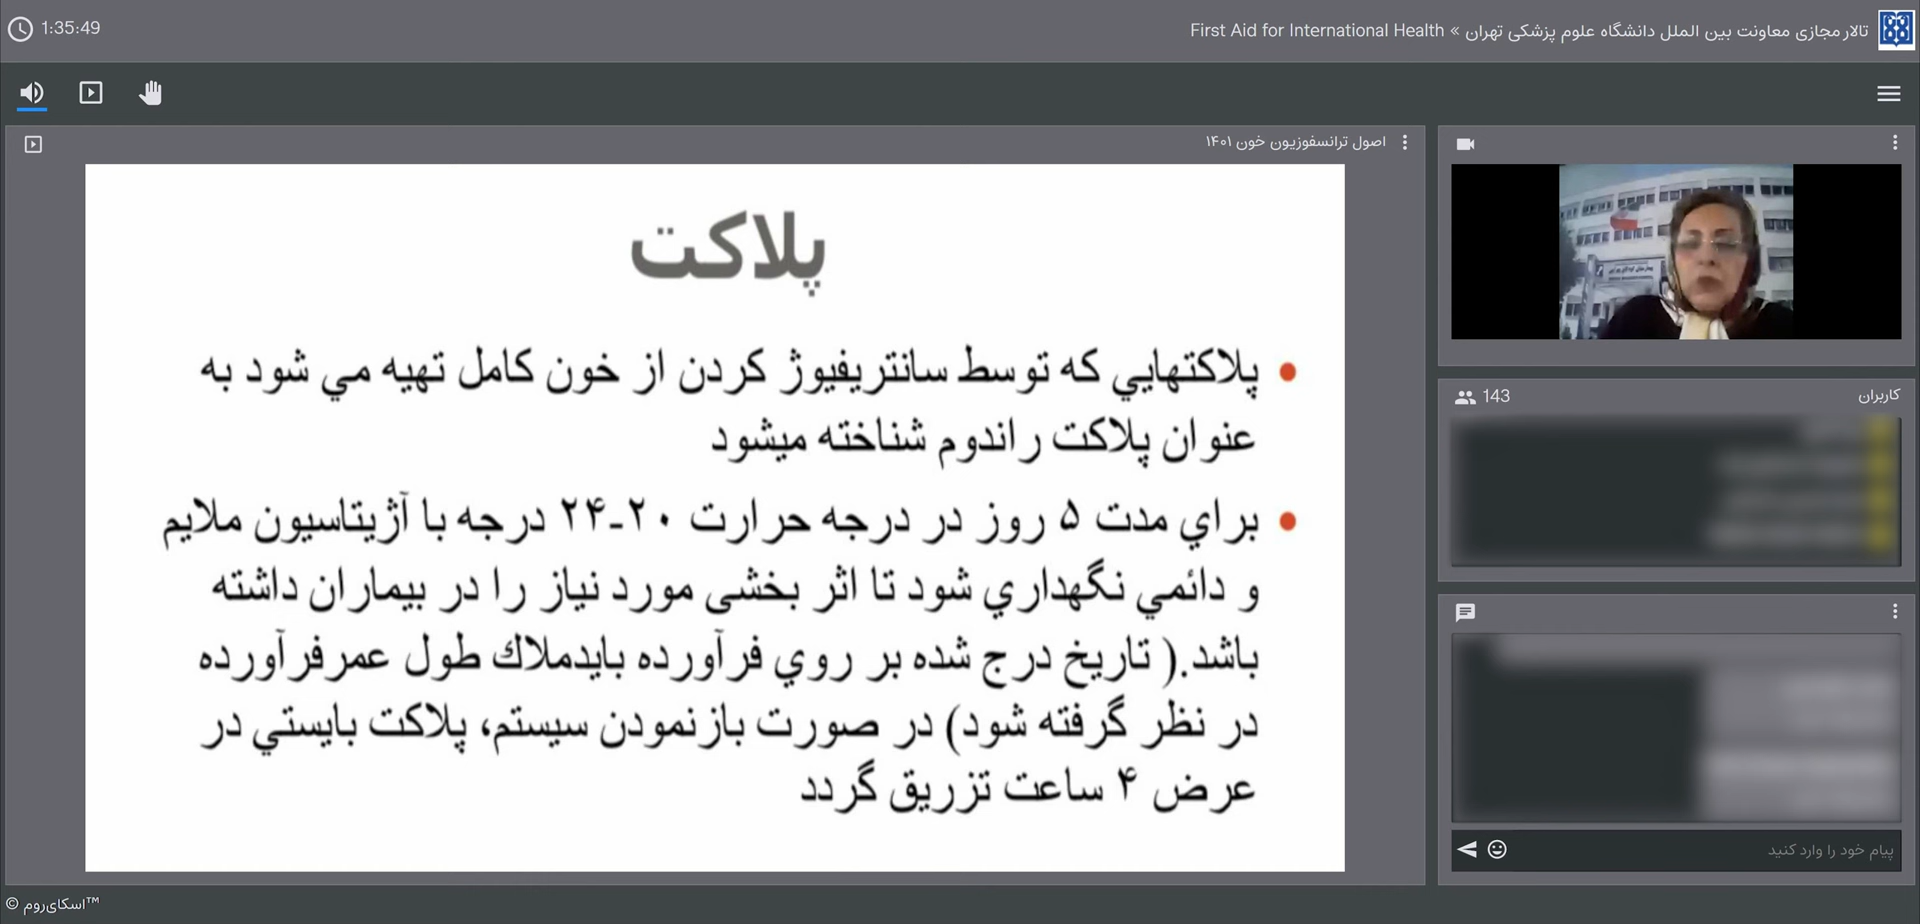 1:35:49
تالار مجازی معاونت بین الملل دانشگاه علوم پزشکی تهران » First Aid for International Health
اصول ترانسفوزیون خون ۱۴۰۱
پلاکت
• پلاكتهايي كه توسط سانتريفيوژ كردن از خون كامل تهيه مي شود به
عنوان پلاكت راندوم شناخته ميشود
• براي مدت ۵ روز در درجه حرارت ۲۰-۲۴ درجه با آژيتاسيون ملايم
و دائمي نگهداري شود تا اثر بخشی مورد نياز را در بيماران داشته
باشد.( تاريخ درج شده بر روي فرآورده بايدملاك طول عمرفرآورده
در نظر گرفته شود) در صورت بازنمودن سيستم، پلاكت بايستي در
عرض ۴ ساعت تزريق گردد
کاربران
143
پیام خود را وارد کنید
™اسکای‌روم ©